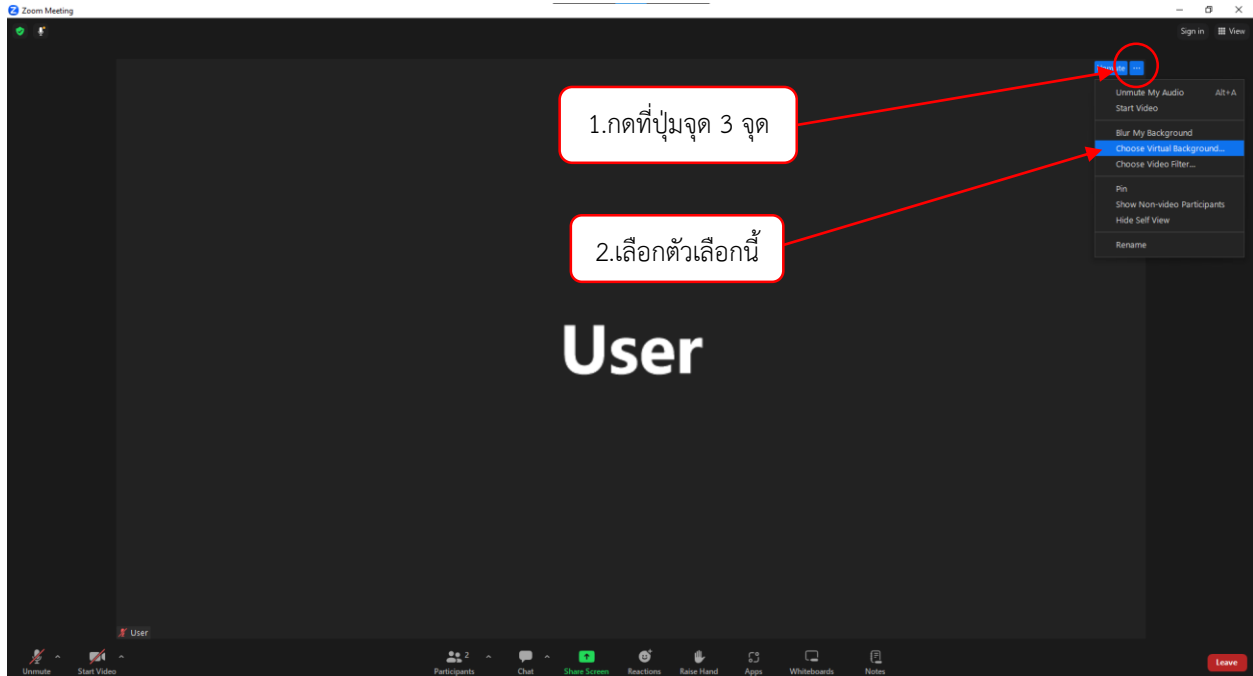 Zoom Meeting
Sign in View
Unmute ...
Unmute My Audio Alt+A
Start Video
1.กดที่ปุ่มจุด 3 จุด
Blur My Background
Choose Virtual Background...
Choose Video Filter...
Pin
Show Non-video Participants
Hide Self View
2.เลือกตัวเลือกนี้
Rename
User
User
Unmute
Start Video
2
Participants
Chat
Share Screen
Reactions
Raise Hand
Apps
Whiteboards
Notes
Leave